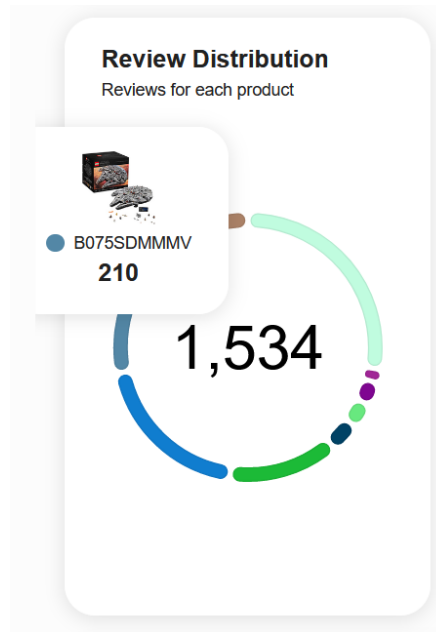 Review Distribution
Reviews for each product
B075SDMMMV
210
1,534